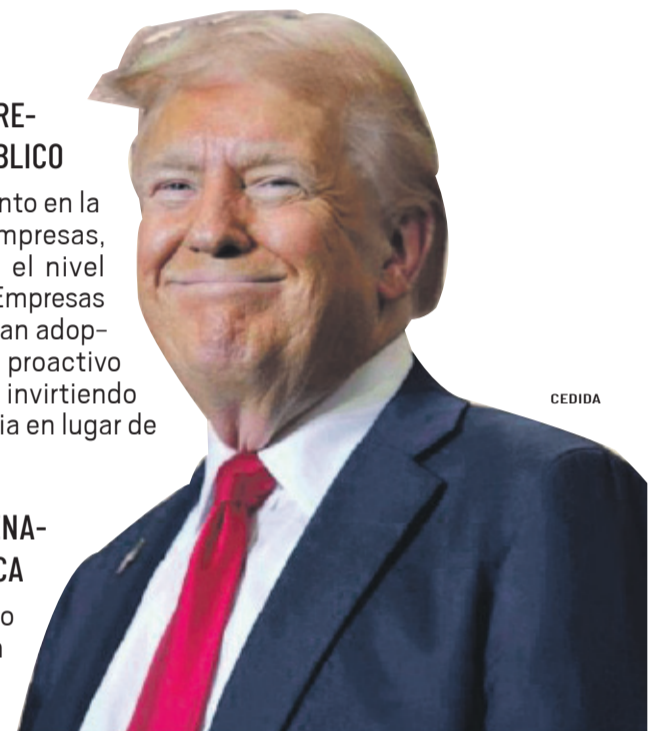 RE-
BLICO
nto en la
mpresas,
el nivel
Empresas
an adop-
proactivo
invirtiendo
ia en lugar de
CEDIDA
NA-
CA
o